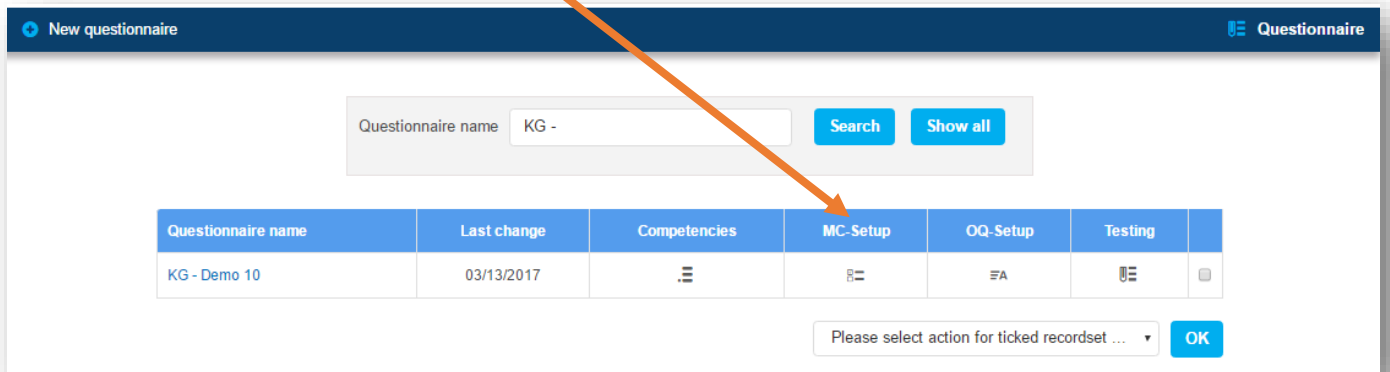 New questionnaire
Questionnaire
Questionnaire name KG - Search Show all
Questionnaire name Last change Competencies MC-Setup OQ-Setup Testing
KG - Demo 10 03/13/2017
Please select action for ticked recordset ... OK